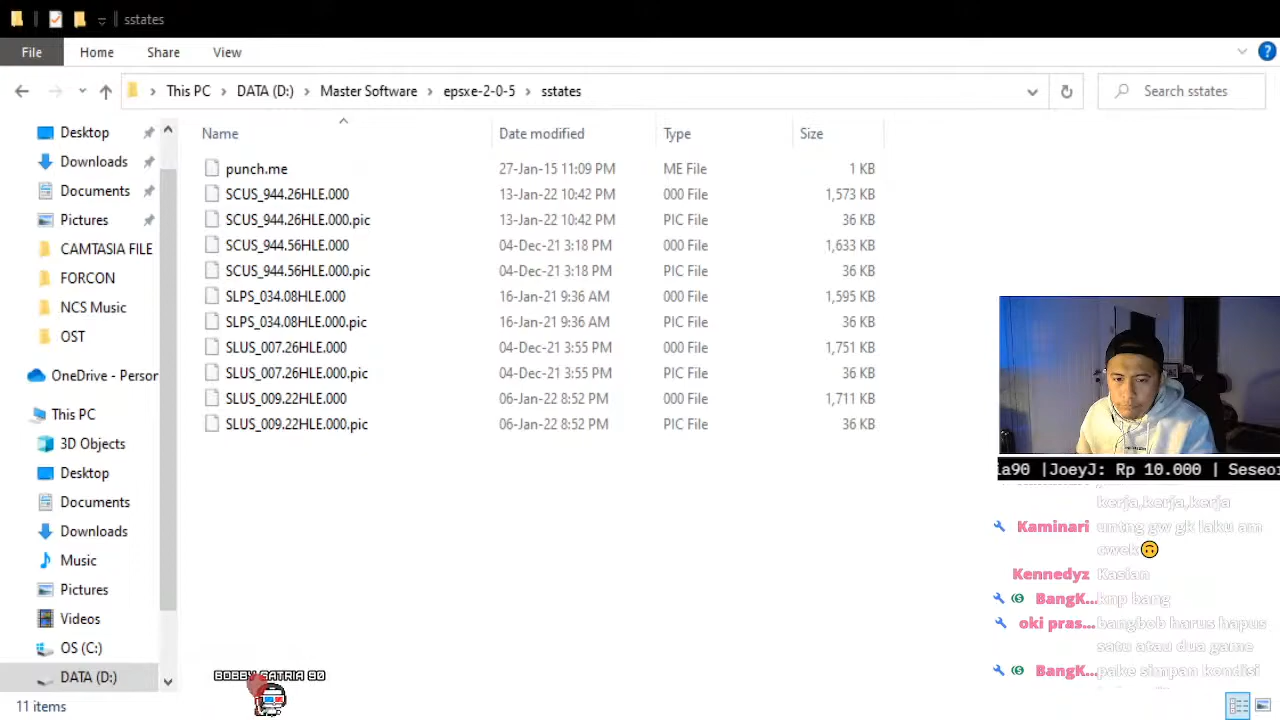 sstates
File Home Share View
This PC DATA (D:) Master Software epsxe-2-0-5 sstates Search sstates
Name Date modified Type Size
punch.me 27-Jan-15 11:09 PM ME File 1 KB
SCUS_944.26HLE.000 13-Jan-22 10:42 PM 000 File 1,573 KB
SCUS_944.26HLE.000.pic 13-Jan-22 10:42 PM PIC File 36 KB
SCUS_944.56HLE.000 04-Dec-21 3:18 PM 000 File 1,633 KB
SCUS_944.56HLE.000.pic 04-Dec-21 3:18 PM PIC File 36 KB
SLPS_034.08HLE.000 16-Jan-21 9:36 AM 000 File 1,595 KB
SLPS_034.08HLE.000.pic 16-Jan-21 9:36 AM PIC File 36 KB
SLUS_007.26HLE.000 04-Dec-21 3:55 PM 000 File 1,751 KB
SLUS_007.26HLE.000.pic 04-Dec-21 3:55 PM PIC File 36 KB
SLUS_009.22HLE.000 06-Jan-22 8:52 PM 000 File 1,711 KB
SLUS_009.22HLE.000.pic 06-Jan-22 8:52 PM PIC File 36 KB
Desktop
Downloads
Documents
Pictures
CAMTASIA FILE
FORCON
NCS Music
OST
OneDrive - Person
This PC
3D Objects
Desktop
Documents
Downloads
Music
Pictures
Videos
OS (C:)
DATA (D:)
11 items
BOBBY SATRIA 90
ia90 |JoeyJ: Rp 10.000 | Seseor
kerja,kerja,kerja
Kaminari untng gw gk laku am
cwek🙃
Kennedyz Kasian
BangK... knp bang
oki pras... bangbob harus hapus
satu atau dua game
BangK... pake simpan kondisi